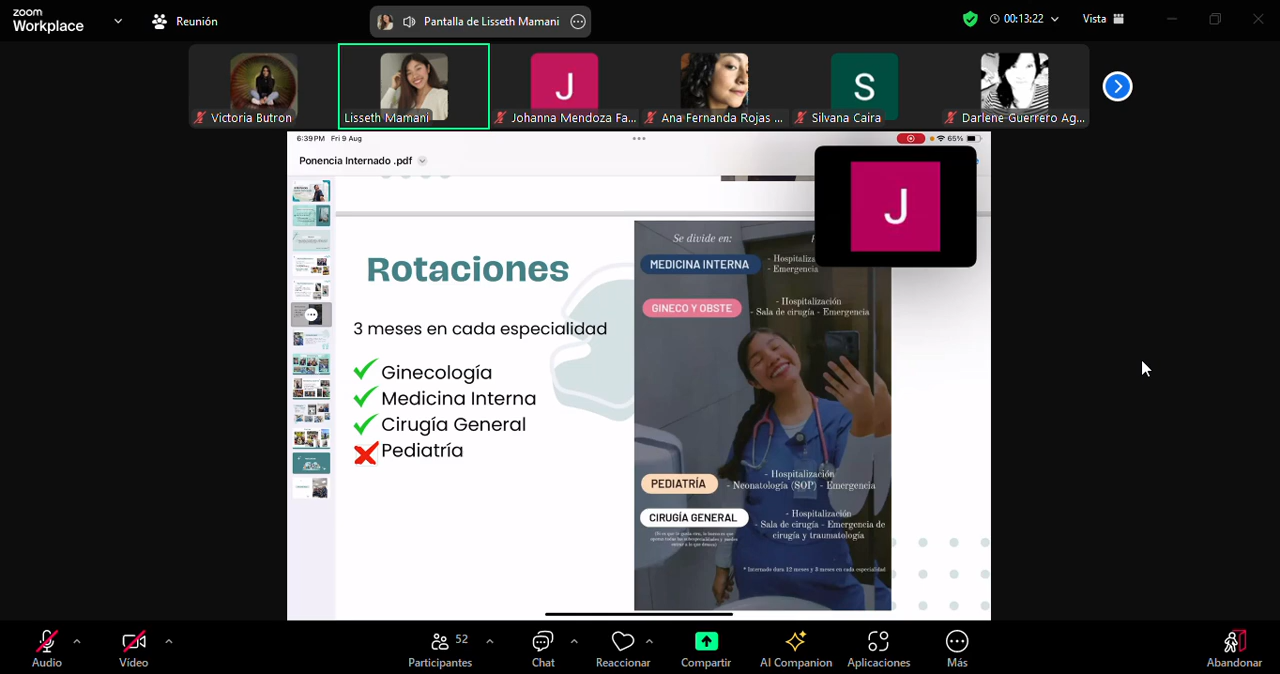 zoom
Workplace
Reunión
Pantalla de Lisseth Mamani
00:13:22
Vista
J
S
Victoria Butron
Lisseth Mamani
Johanna Mendoza Fa...
Ana Fernanda Rojas ...
Silvana Caira
Darlene Guerrero Ag...
6:39 PM Fri 9 Aug
65%
Ponencia Internado .pdf
J
Rotaciones
3 meses en cada especialidad
Ginecología
Medicina Interna
Cirugía General
Pediatría
Se divide en:
MEDICINA INTERNA
- Hospitaliz
- Emergencia
GINECO Y OBSTE
- Hospitalización
- Sala de cirugía - Emergencia
PEDIATRÍA
- Hospitalización
- Neonatología (SOP) - Emergencia
CIRUGÍA GENERAL
- Hospitalización
- Sala de cirugía - Emergencia de
cirugía y traumatología
* Internado dura 12 meses y 3 meses en cada especialidad
Audio
Vídeo
52
Participantes
Chat
Reaccionar
Compartir
AI Companion
Aplicaciones
Más
Abandonar